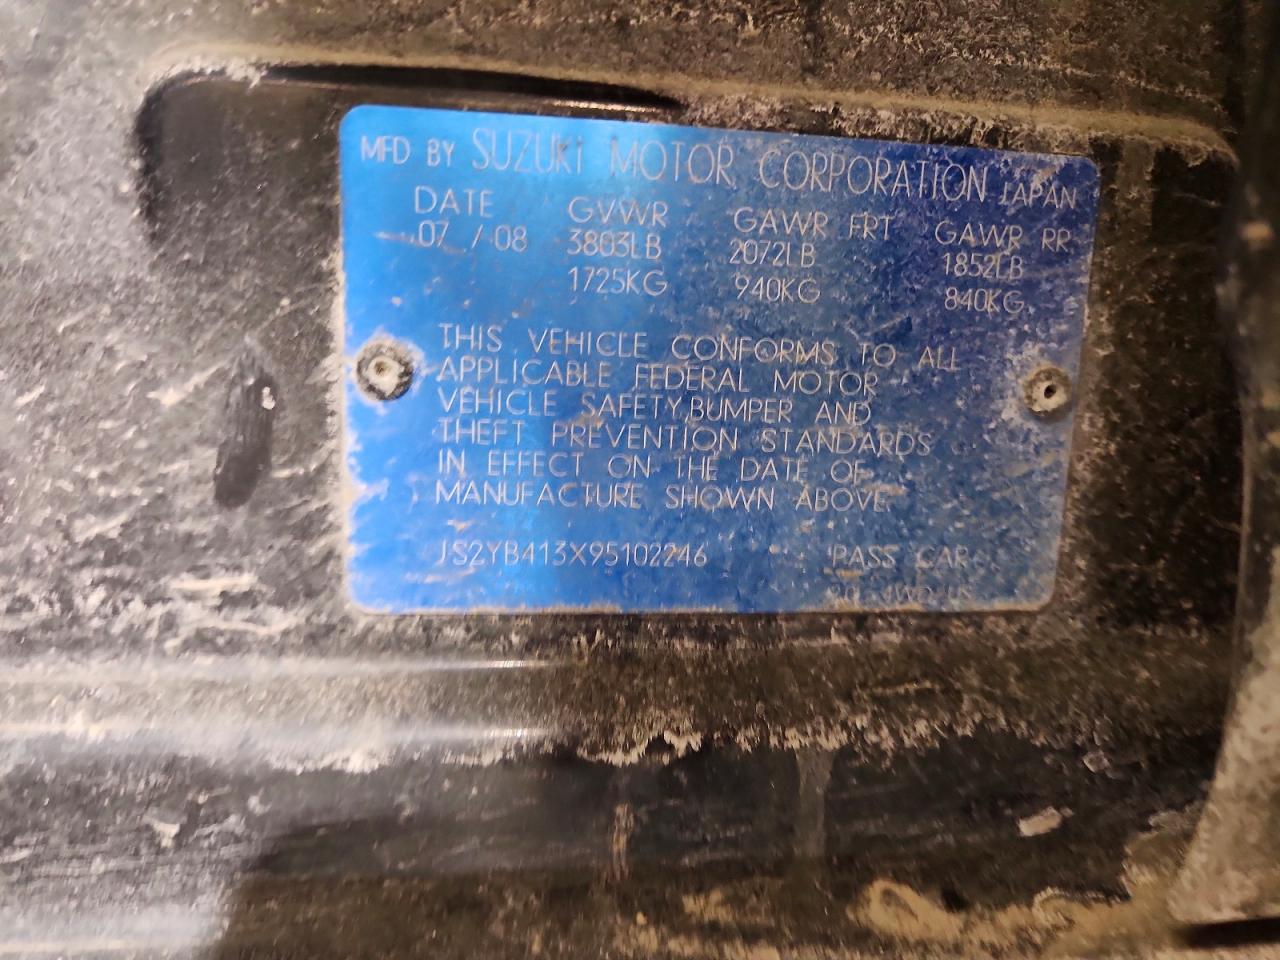 MFD BY SUZUKI MOTOR CORPORATION JAPAN
DATE GVWR GAWR FRT GAWR RR
07 / 08 3803LB 2072LB 1852LB
1725KG 940KG 840KG
THIS VEHICLE CONFORMS TO ALL
APPLICABLE FEDERAL MOTOR
VEHICLE SAFETY,BUMPER AND
THEFT PREVENTION STANDARDS
IN EFFECT ON THE DATE OF
MANUFACTURE SHOWN ABOVE
JS2YB413X95102246 PASS CAR
4WD US